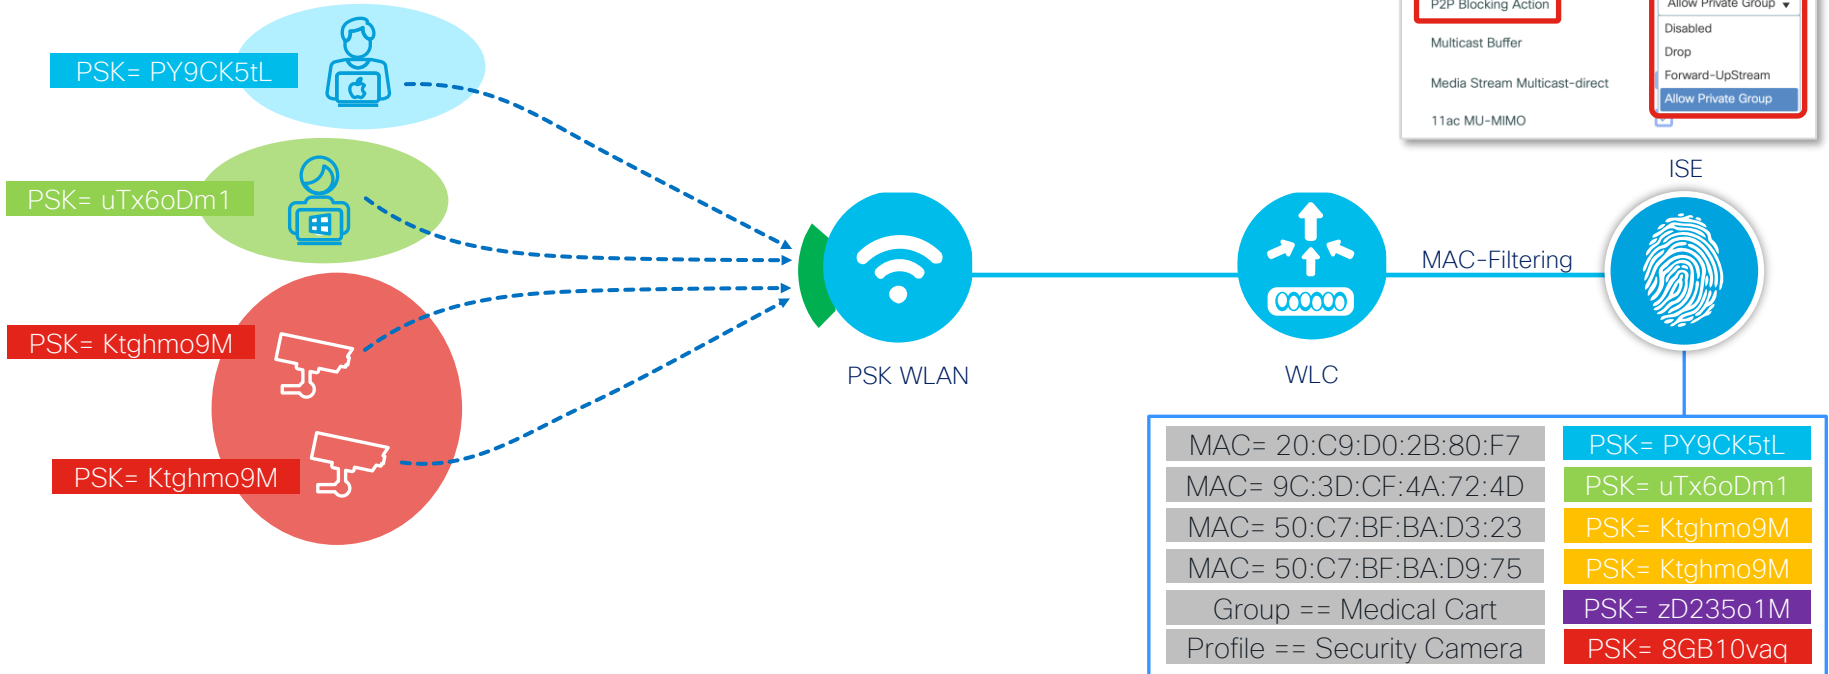 P2P Blocking Action
Allow Private Group
Disabled
Multicast Buffer
Drop
Forward-UpStream
Media Stream Multicast-direct
Allow Private Group
11ac MU-MIMO
PSK= PY9CK5tL
PSK= uTx6oDm1
PSK= Ktghmo9M
PSK= Ktghmo9M
PSK WLAN
WLC
MAC-Filtering
ISE
MAC= 20:C9:D0:2B:80:F7 PSK= PY9CK5tL
MAC= 9C:3D:CF:4A:72:4D PSK= uTx6oDm1
MAC= 50:C7:BF:BA:D3:23 PSK= Ktghmo9M
MAC= 50:C7:BF:BA:D9:75 PSK= Ktghmo9M
Group == Medical Cart PSK= zD235o1M
Profile == Security Camera PSK= 8GB10vaq